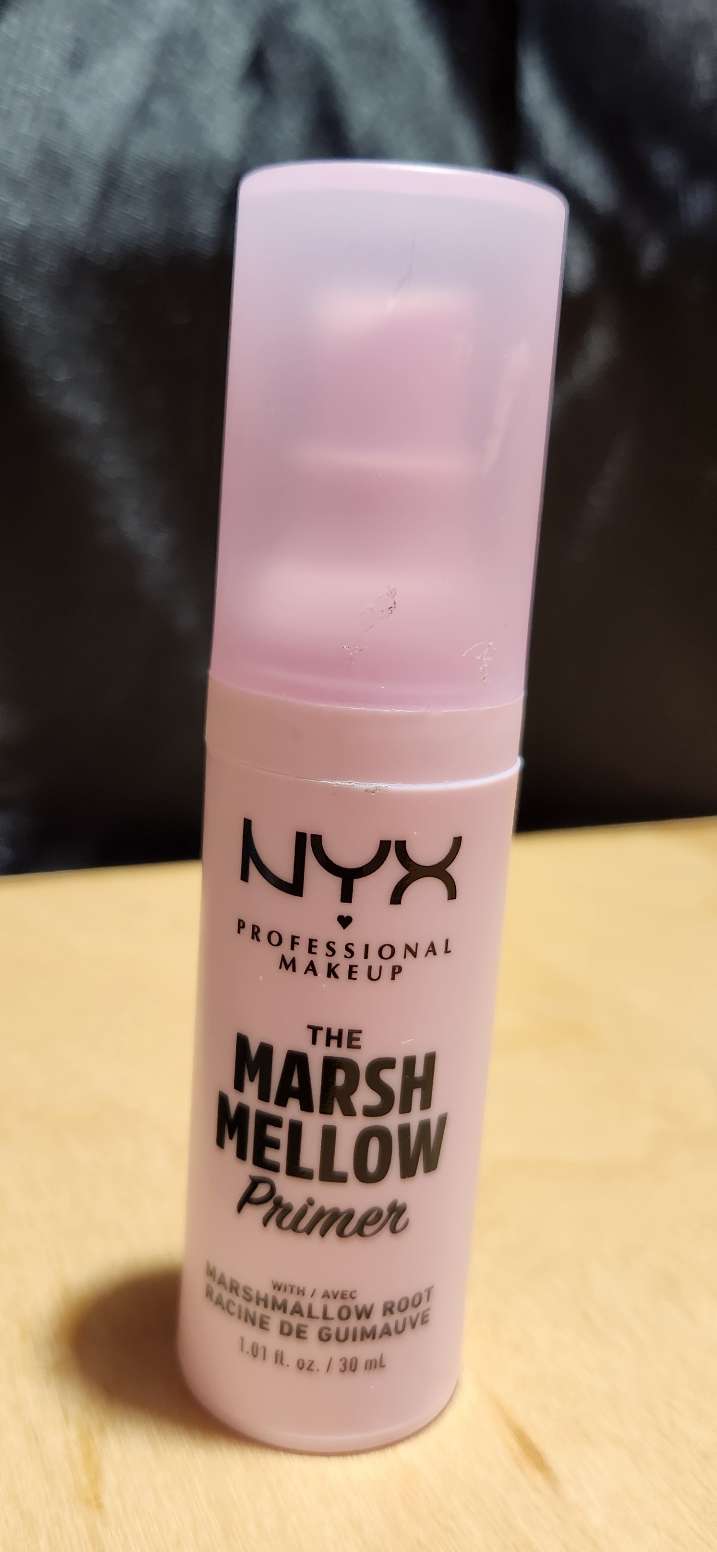 NYX
PROFESSIONAL
MAKEUP
THE
MARSH
MELLOW
Primer
WITH / AVEC
MARSHMALLOW ROOT
RACINE DE GUIMAUVE
1.01 fl. oz. / 30 mL